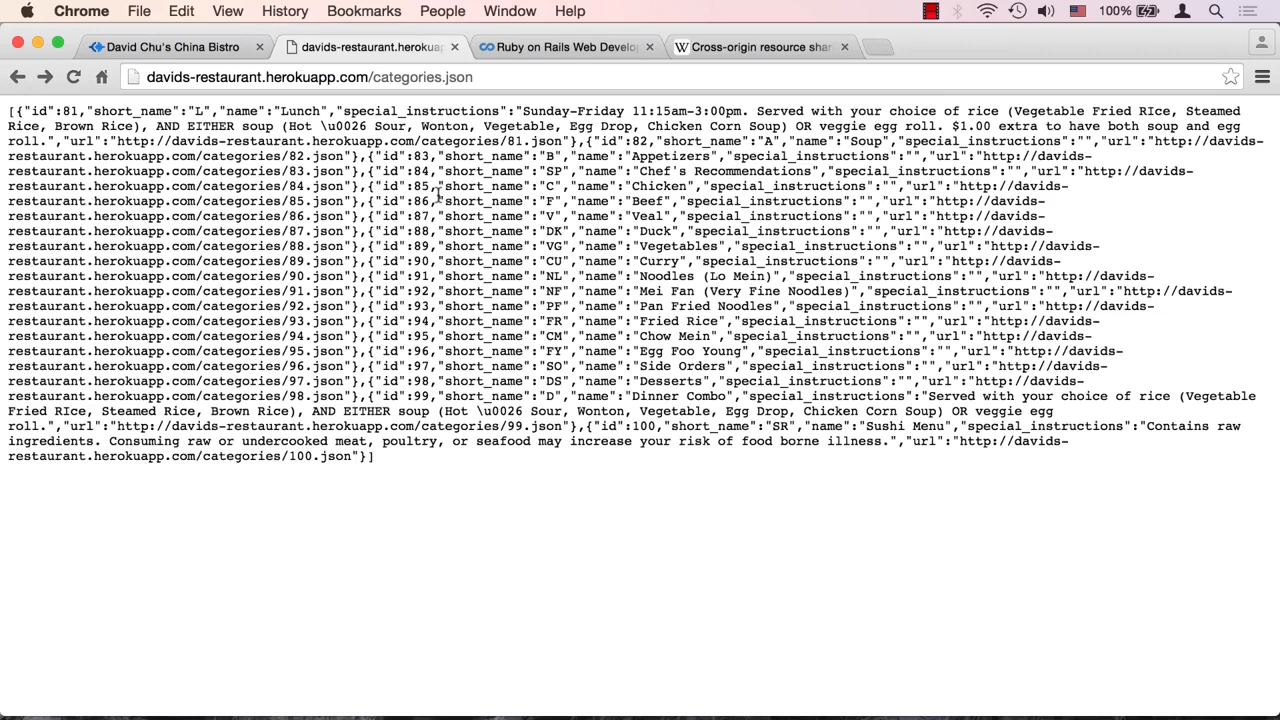 Chrome File Edit View History Bookmarks People Window Help 100%
David Chu's China Bistro davids-restaurant.herokuap Ruby on Rails Web Develo Cross-origin resource shar
davids-restaurant.herokuapp.com/categories.json
[{"id":81,"short_name":"L","name":"Lunch","special_instructions":"Sunday-Friday 11:15am-3:00pm. Served with your choice of rice (Vegetable Fried RIce, Steamed
Rice, Brown Rice), AND EITHER soup (Hot \u0026 Sour, Wonton, Vegetable, Egg Drop, Chicken Corn Soup) OR veggie egg roll. $1.00 extra to have both soup and egg
roll.","url":"http://davids-restaurant.herokuapp.com/categories/81.json"},{"id":82,"short_name":"A","name":"Soup","special_instructions":"","url":"http://davids-
restaurant.herokuapp.com/categories/82.json"},{"id":83,"short_name":"B","name":"Appetizers","special_instructions":"","url":"http://davids-
restaurant.herokuapp.com/categories/83.json"},{"id":84,"short_name":"SP","name":"Chef's Recommendations","special_instructions":"","url":"http://davids-
restaurant.herokuapp.com/categories/84.json"},{"id":85,"short_name":"C","name":"Chicken","special_instructions":"","url":"http://davids-
restaurant.herokuapp.com/categories/85.json"},{"id":86,"short_name":"F","name":"Beef","special_instructions":"","url":"http://davids-
restaurant.herokuapp.com/categories/86.json"},{"id":87,"short_name":"V","name":"Veal","special_instructions":"","url":"http://davids-
restaurant.herokuapp.com/categories/87.json"},{"id":88,"short_name":"DK","name":"Duck","special_instructions":"","url":"http://davids-
restaurant.herokuapp.com/categories/88.json"},{"id":89,"short_name":"VG","name":"Vegetables","special_instructions":"","url":"http://davids-
restaurant.herokuapp.com/categories/89.json"},{"id":90,"short_name":"CU","name":"Curry","special_instructions":"","url":"http://davids-
restaurant.herokuapp.com/categories/90.json"},{"id":91,"short_name":"NL","name":"Noodles (Lo Mein)","special_instructions":"","url":"http://davids-
restaurant.herokuapp.com/categories/91.json"},{"id":92,"short_name":"NF","name":"Mei Fan (Very Fine Noodles)","special_instructions":"","url":"http://davids-
restaurant.herokuapp.com/categories/92.json"},{"id":93,"short_name":"PF","name":"Pan Fried Noodles","special_instructions":"","url":"http://davids-
restaurant.herokuapp.com/categories/93.json"},{"id":94,"short_name":"FR","name":"Fried Rice","special_instructions":"","url":"http://davids-
restaurant.herokuapp.com/categories/94.json"},{"id":95,"short_name":"CM","name":"Chow Mein","special_instructions":"","url":"http://davids-
restaurant.herokuapp.com/categories/95.json"},{"id":96,"short_name":"FY","name":"Egg Foo Young","special_instructions":"","url":"http://davids-
restaurant.herokuapp.com/categories/96.json"},{"id":97,"short_name":"SO","name":"Side Orders","special_instructions":"","url":"http://davids-
restaurant.herokuapp.com/categories/97.json"},{"id":98,"short_name":"DS","name":"Desserts","special_instructions":"","url":"http://davids-
restaurant.herokuapp.com/categories/98.json"},{"id":99,"short_name":"D","name":"Dinner Combo","special_instructions":"Served with your choice of rice (Vegetable
Fried RIce, Steamed Rice, Brown Rice), AND EITHER soup (Hot \u0026 Sour, Wonton, Vegetable, Egg Drop, Chicken Corn Soup) OR veggie egg
roll.","url":"http://davids-restaurant.herokuapp.com/categories/99.json"},{"id":100,"short_name":"SR","name":"Sushi Menu","special_instructions":"Contains raw
ingredients. Consuming raw or undercooked meat, poultry, or seafood may increase your risk of food borne illness.","url":"http://davids-
restaurant.herokuapp.com/categories/100.json"}]